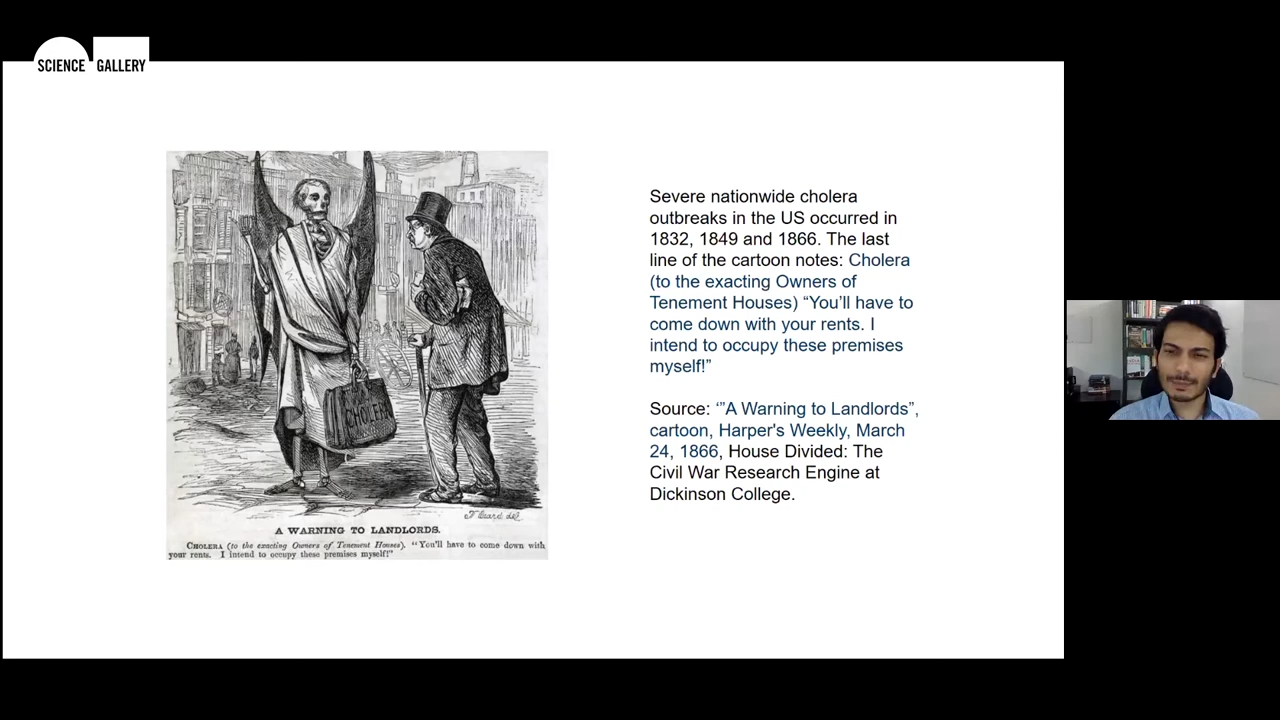 SCIENCE GALLERY
CHOLERA
A WARNING TO LANDLORDS.
CHOLERA (to the exacting Owners of Tenement Houses). "You'll have to come down with
your rents. I intend to occupy these premises myself!"
Severe nationwide cholera
outbreaks in the US occurred in
1832, 1849 and 1866. The last
line of the cartoon notes: Cholera
(to the exacting Owners of
Tenement Houses) “You’ll have to
come down with your rents. I
intend to occupy these premises
myself!”
Source: ‘”A Warning to Landlords”,
cartoon, Harper's Weekly, March
24, 1866, House Divided: The
Civil War Research Engine at
Dickinson College.